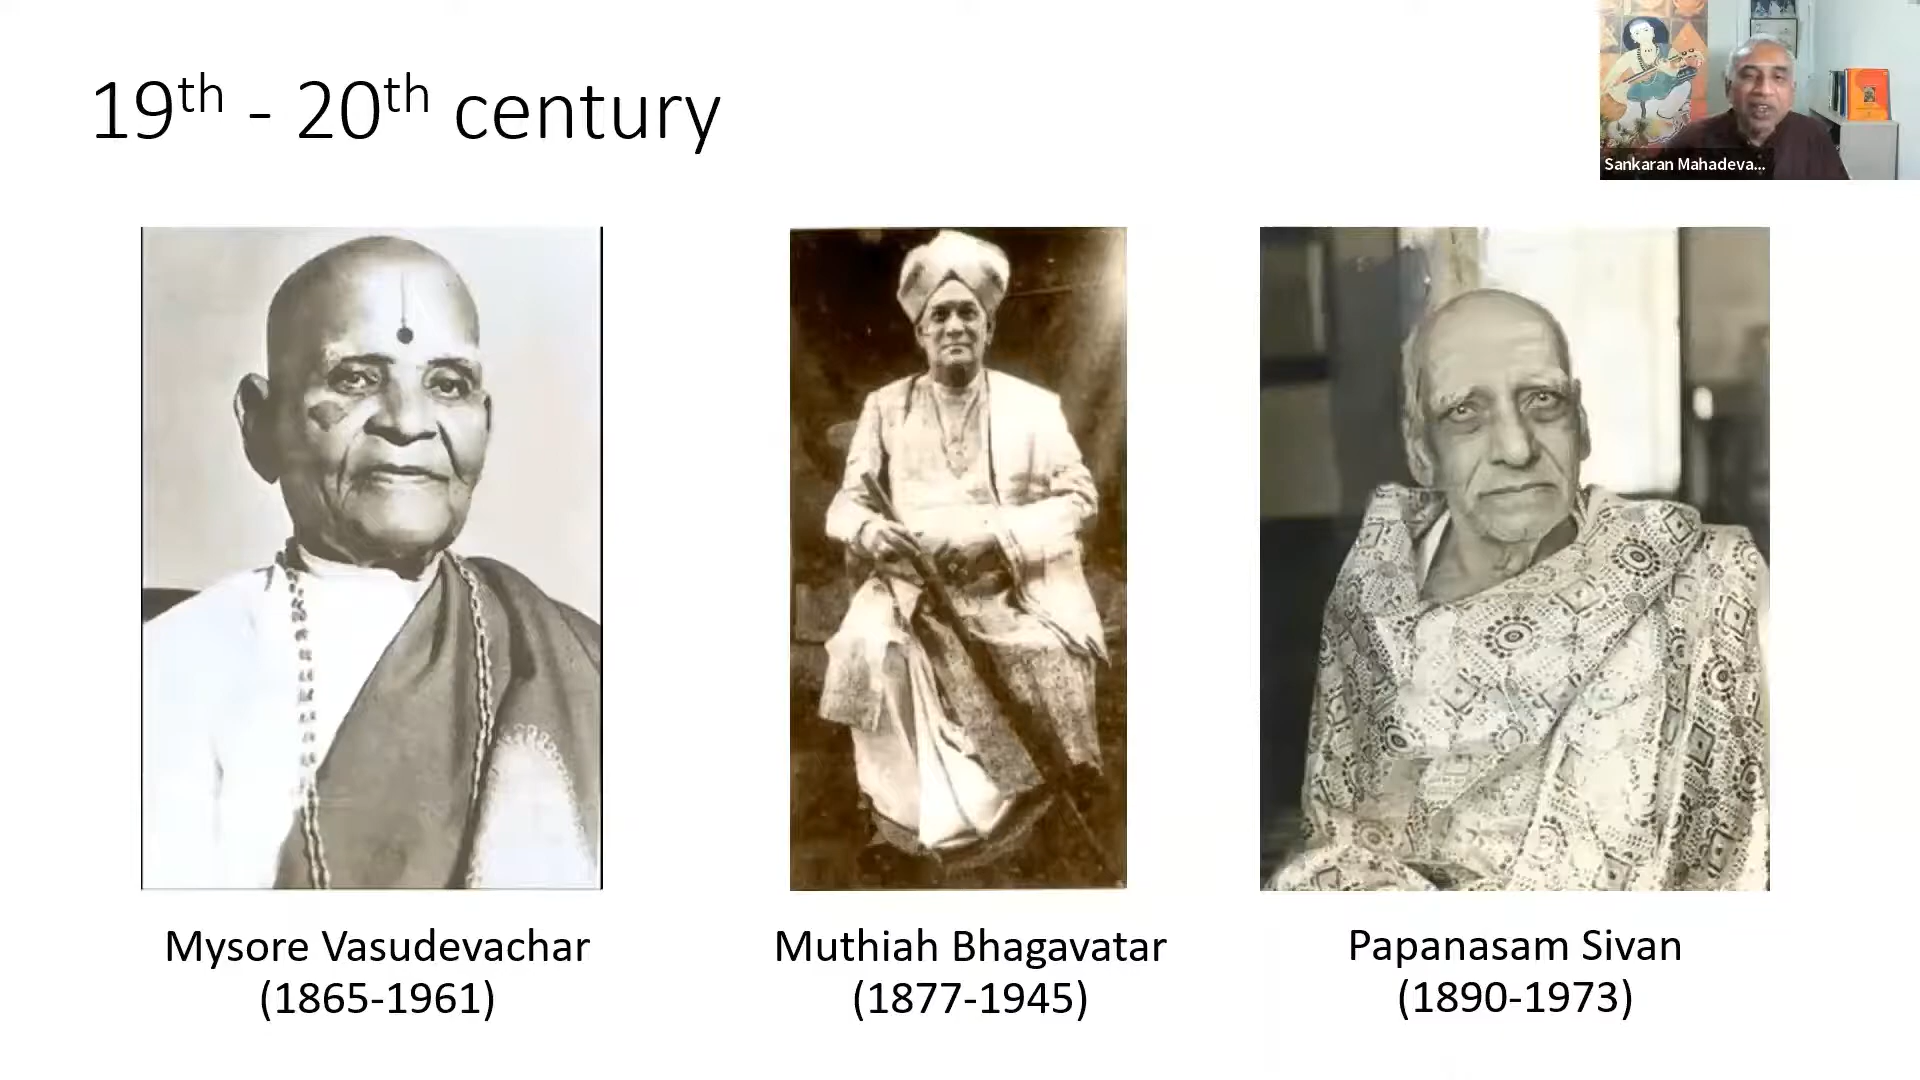 19th - 20th century
Sankaran Mahadeva...
Mysore Vasudevachar
(1865-1961)
Muthiah Bhagavatar
(1877-1945)
Papanasam Sivan
(1890-1973)